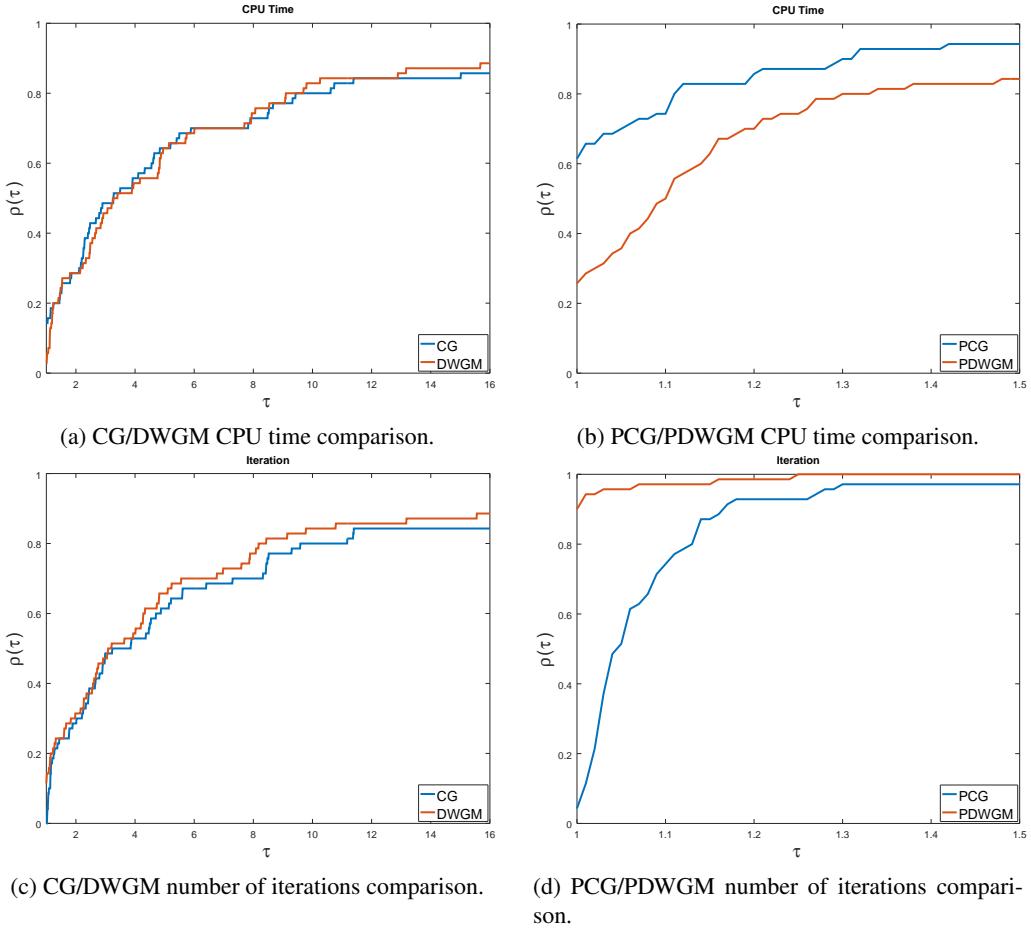 CPU Time
1
0.8
0.6
0.4
0.2
0
ρ(τ)
2 4 6 8 10 12 14 16
τ
CG
DWGM
(a) CG/DWGM CPU time comparison.
CPU Time
1
0.8
0.6
0.4
0.2
0
ρ(τ)
1 1.1 1.2 1.3 1.4 1.5
τ
PCG
PDWGM
(b) PCG/PDWGM CPU time comparison.
Iteration
1
0.8
0.6
0.4
0.2
0
ρ(τ)
2 4 6 8 10 12 14 16
τ
CG
DWGM
(c) CG/DWGM number of iterations comparison.
Iteration
1
0.8
0.6
0.4
0.2
0
ρ(τ)
1 1.1 1.2 1.3 1.4 1.5
τ
PCG
PDWGM
(d) PCG/PDWGM number of iterations compari-
son.